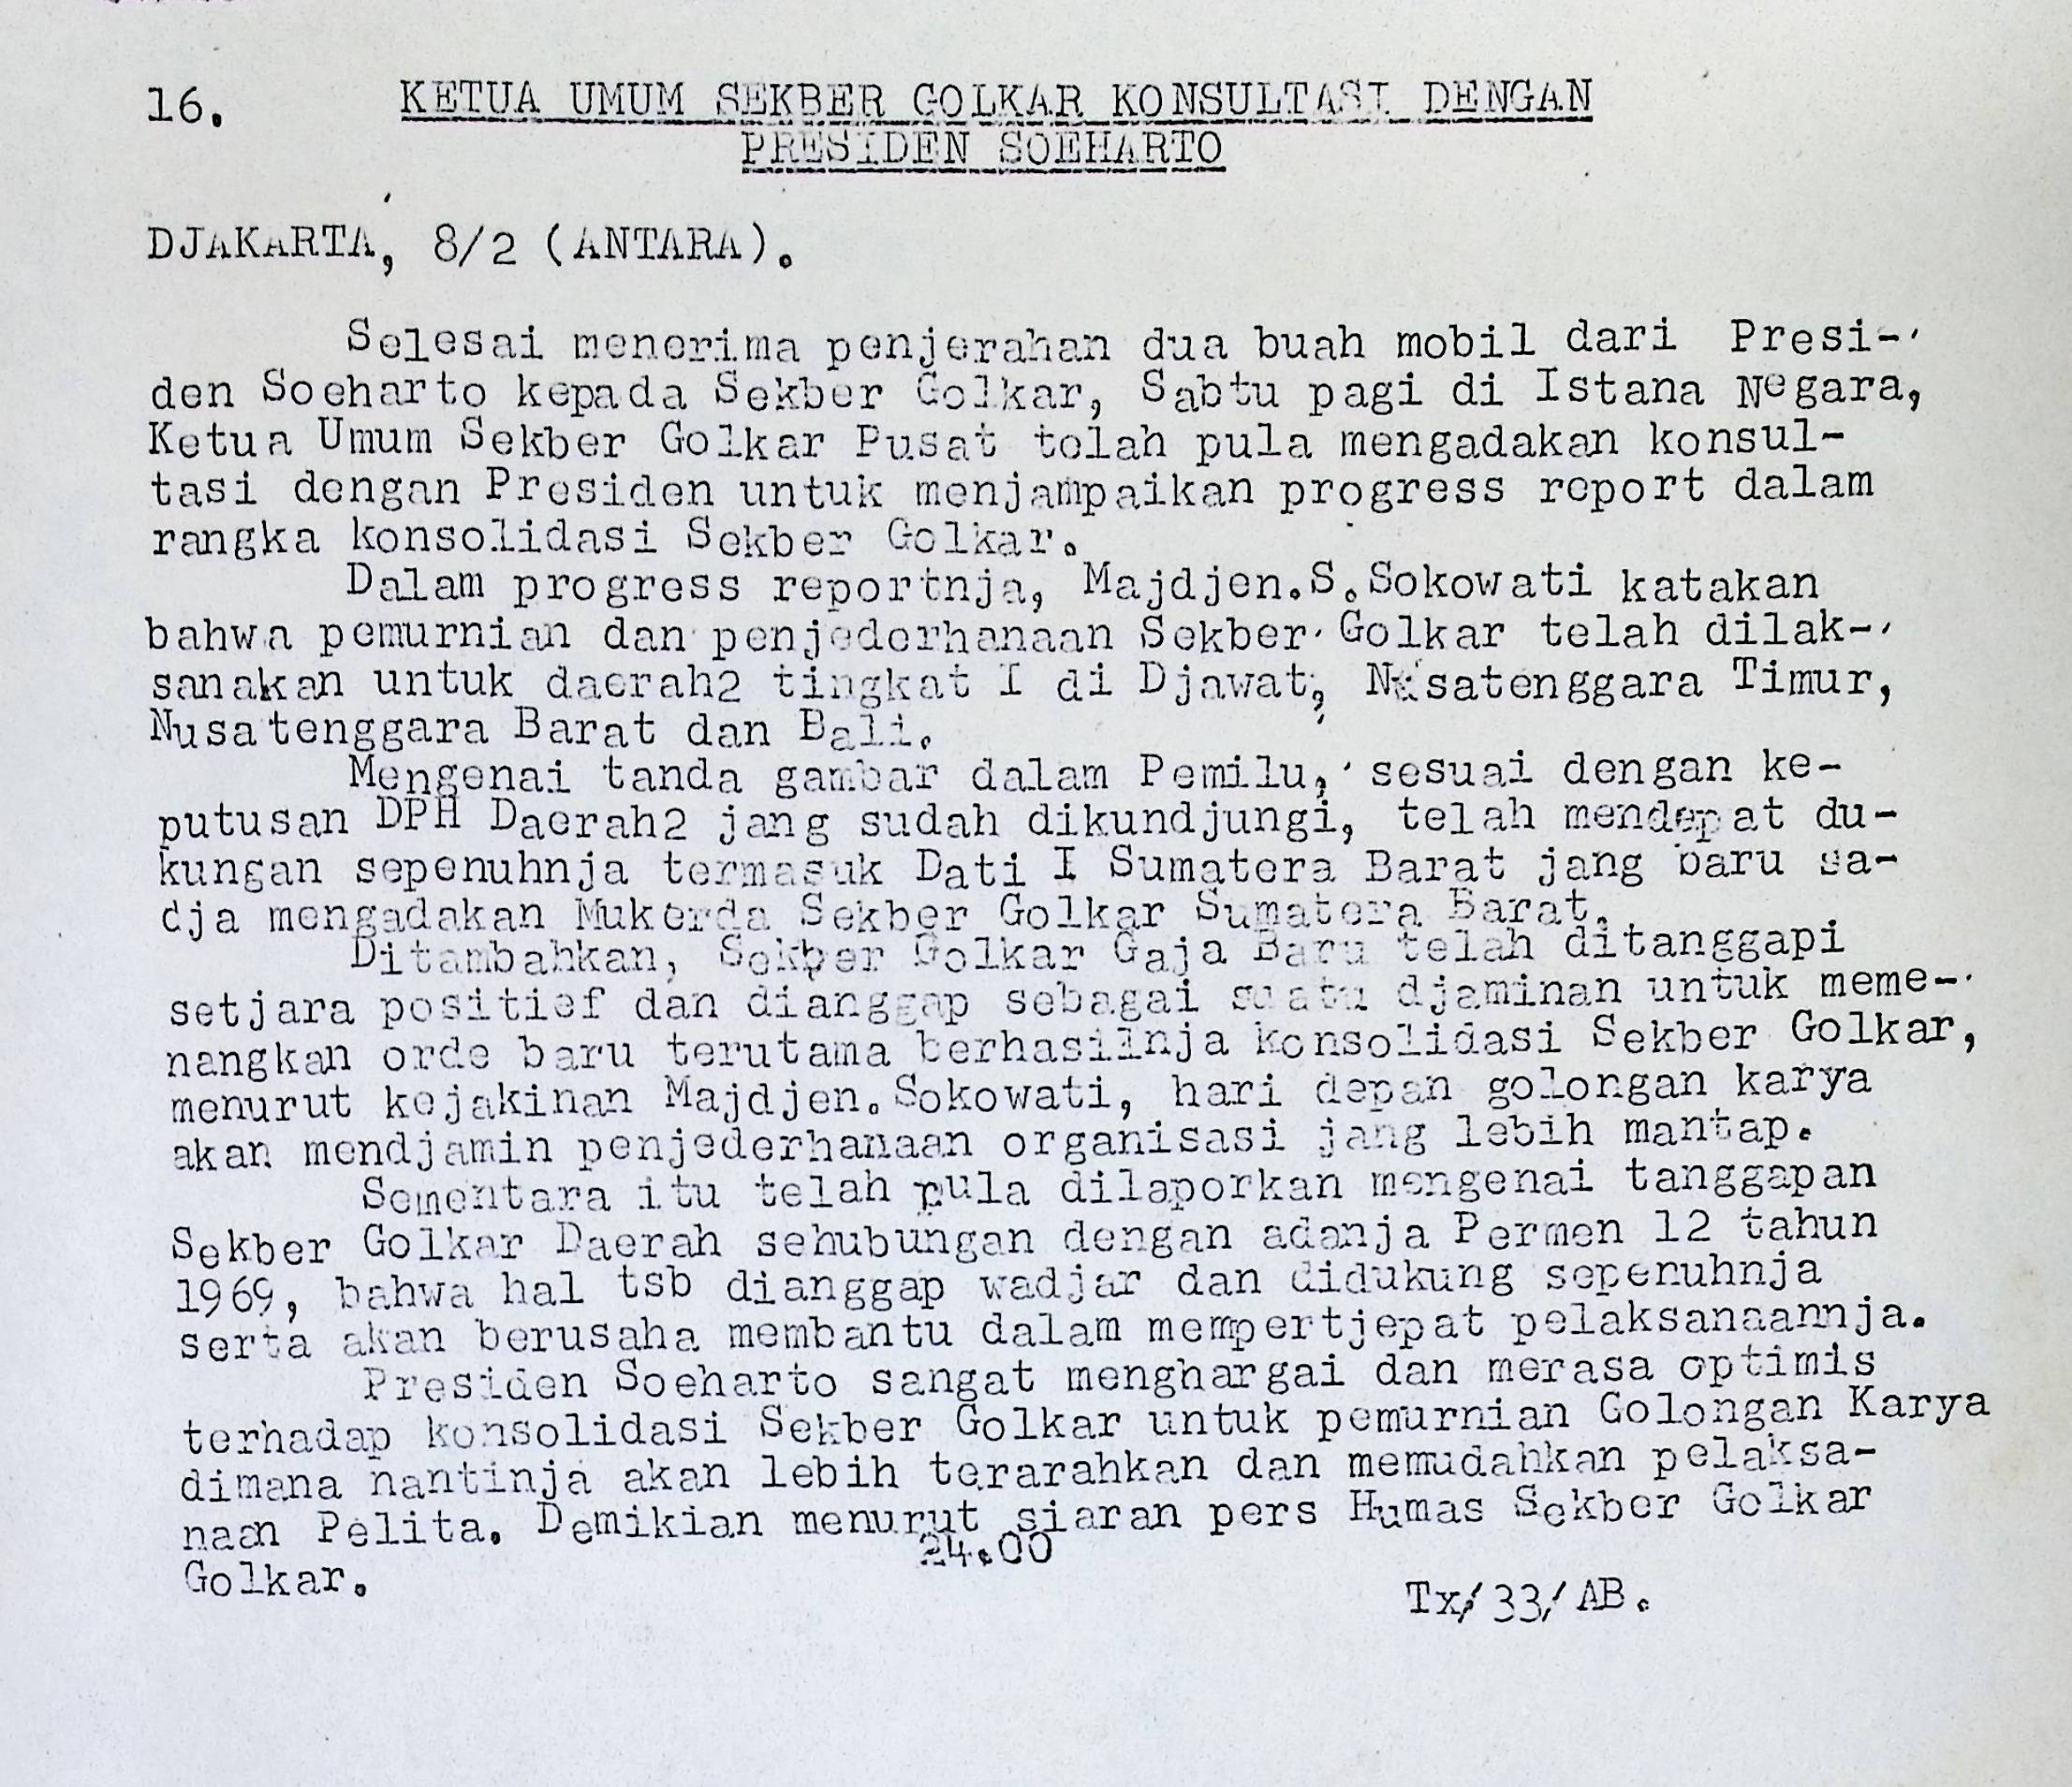 16. KETUA UMUM SEKBER GOLKAR KONSULTASI DENGAN
PRESIDEN SOEHARTO
DJAKARTA, 8/2 (ANTARA).
Selesai menerima penjerahan dua buah mobil dari Presi-
den Soeharto kepada Sekber Golkar, Sabtu pagi di Istana Negara,
Ketua Umum Sekber Golkar Pusat telah pula mengadakan konsul-
tasi dengan Presiden untuk menjampaikan progress report dalam
rangka konsolidasi Sekber Golkar.
Dalam progress reportnja, Majdjen.S.Sokowati katakan
bahwa pemurnian dan penjederhanaan Sekber Golkar telah dilak-
sanakan untuk daerah2 tingkat I di Djawat, Nusatenggara Timur,
Nusatenggara Barat dan Bali.
Mengenai tanda gambar dalam Pemilu, sesuai dengan ke-
putusan DPH Daerah2 jang sudah dikundjungi, telah mendepat du-
kungan sepenuhnja termasuk Dati I Sumatera Barat jang baru sa-
dja mengadakan Mukerda Sekber Golkar Sumatera Barat.
Ditambahkan, Sekber Golkar Gaja Baru telah ditanggapi
setjara positief dan dianggap sebagai suatu djaminan untuk meme-
nangkan orde baru terutama berhasilnja konsolidasi Sekber Golkar,
menurut kejakinan Majdjen.Sokowati, hari depan golongan karya
akan mendjamin penjederhanaan organisasi jang lebih mantap.
Sementara itu telah pula dilaporkan mengenai tanggapan
Sekber Golkar Daerah sehubungan dengan adanja Permen 12 tahun
1969, bahwa hal tsb dianggap wadjar dan didukung sepenuhnja
serta akan berusaha membantu dalam mempertjepat pelaksanaannja.
Presiden Soeharto sangat menghargai dan merasa optimis
terhadap konsolidasi Sekber Golkar untuk pemurnian Golongan Karya
dimana nantinja akan lebih terarahkan dan memudahkan pelaksa-
naan Pelita. Demikian menurut siaran pers Humas Sekber Golkar
24.00
Golkar.
Tx/33/AB.